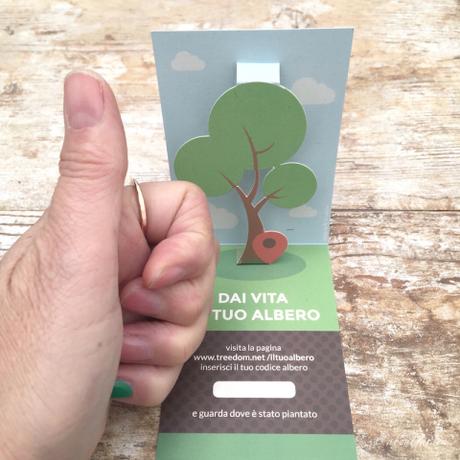 DAI VITA
TUO ALBERO
visita la pagina
www.treedom.net/iltuoalbero
inserisci il tuo codice albero
e guarda dove è stato piantato